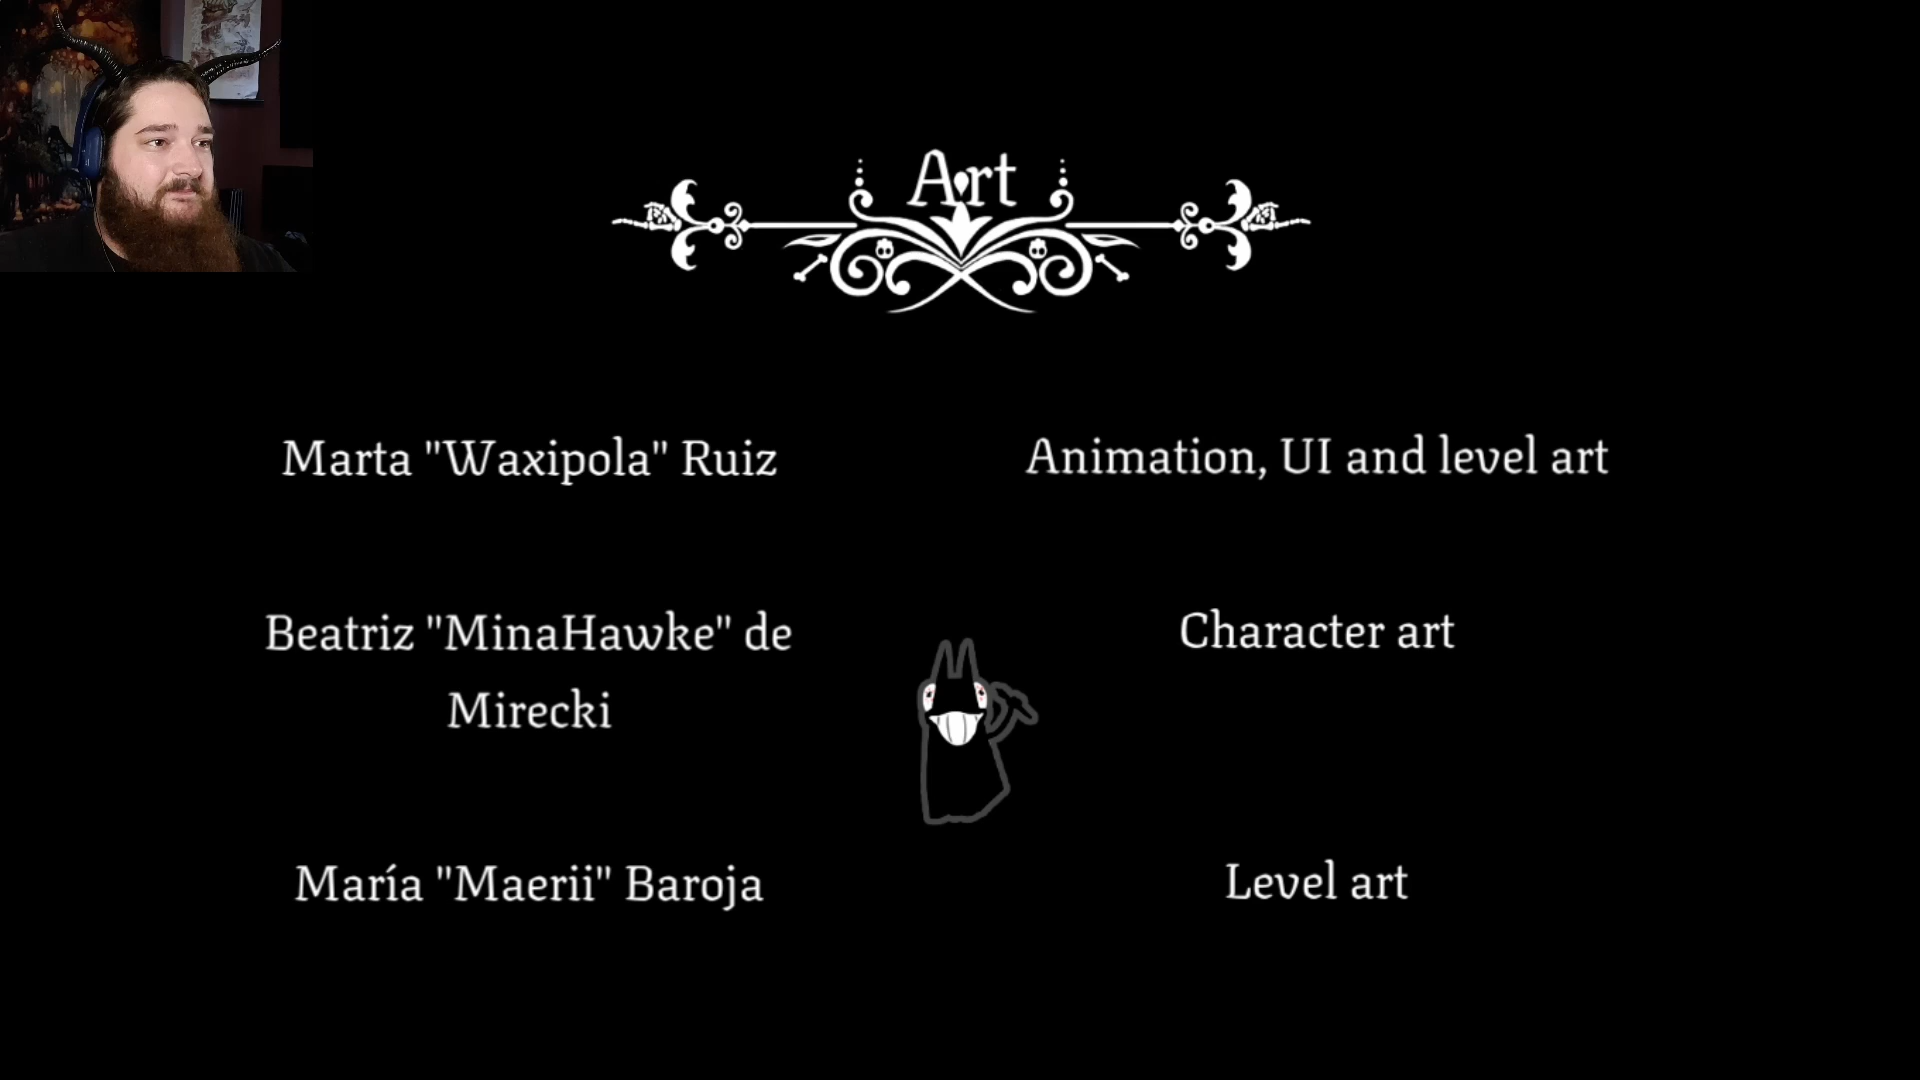 Art
Marta "Waxipola" Ruiz
Animation, UI and level art
Beatriz "MinaHawke" de
Mirecki
Character art
María "Maerii" Baroja
Level art